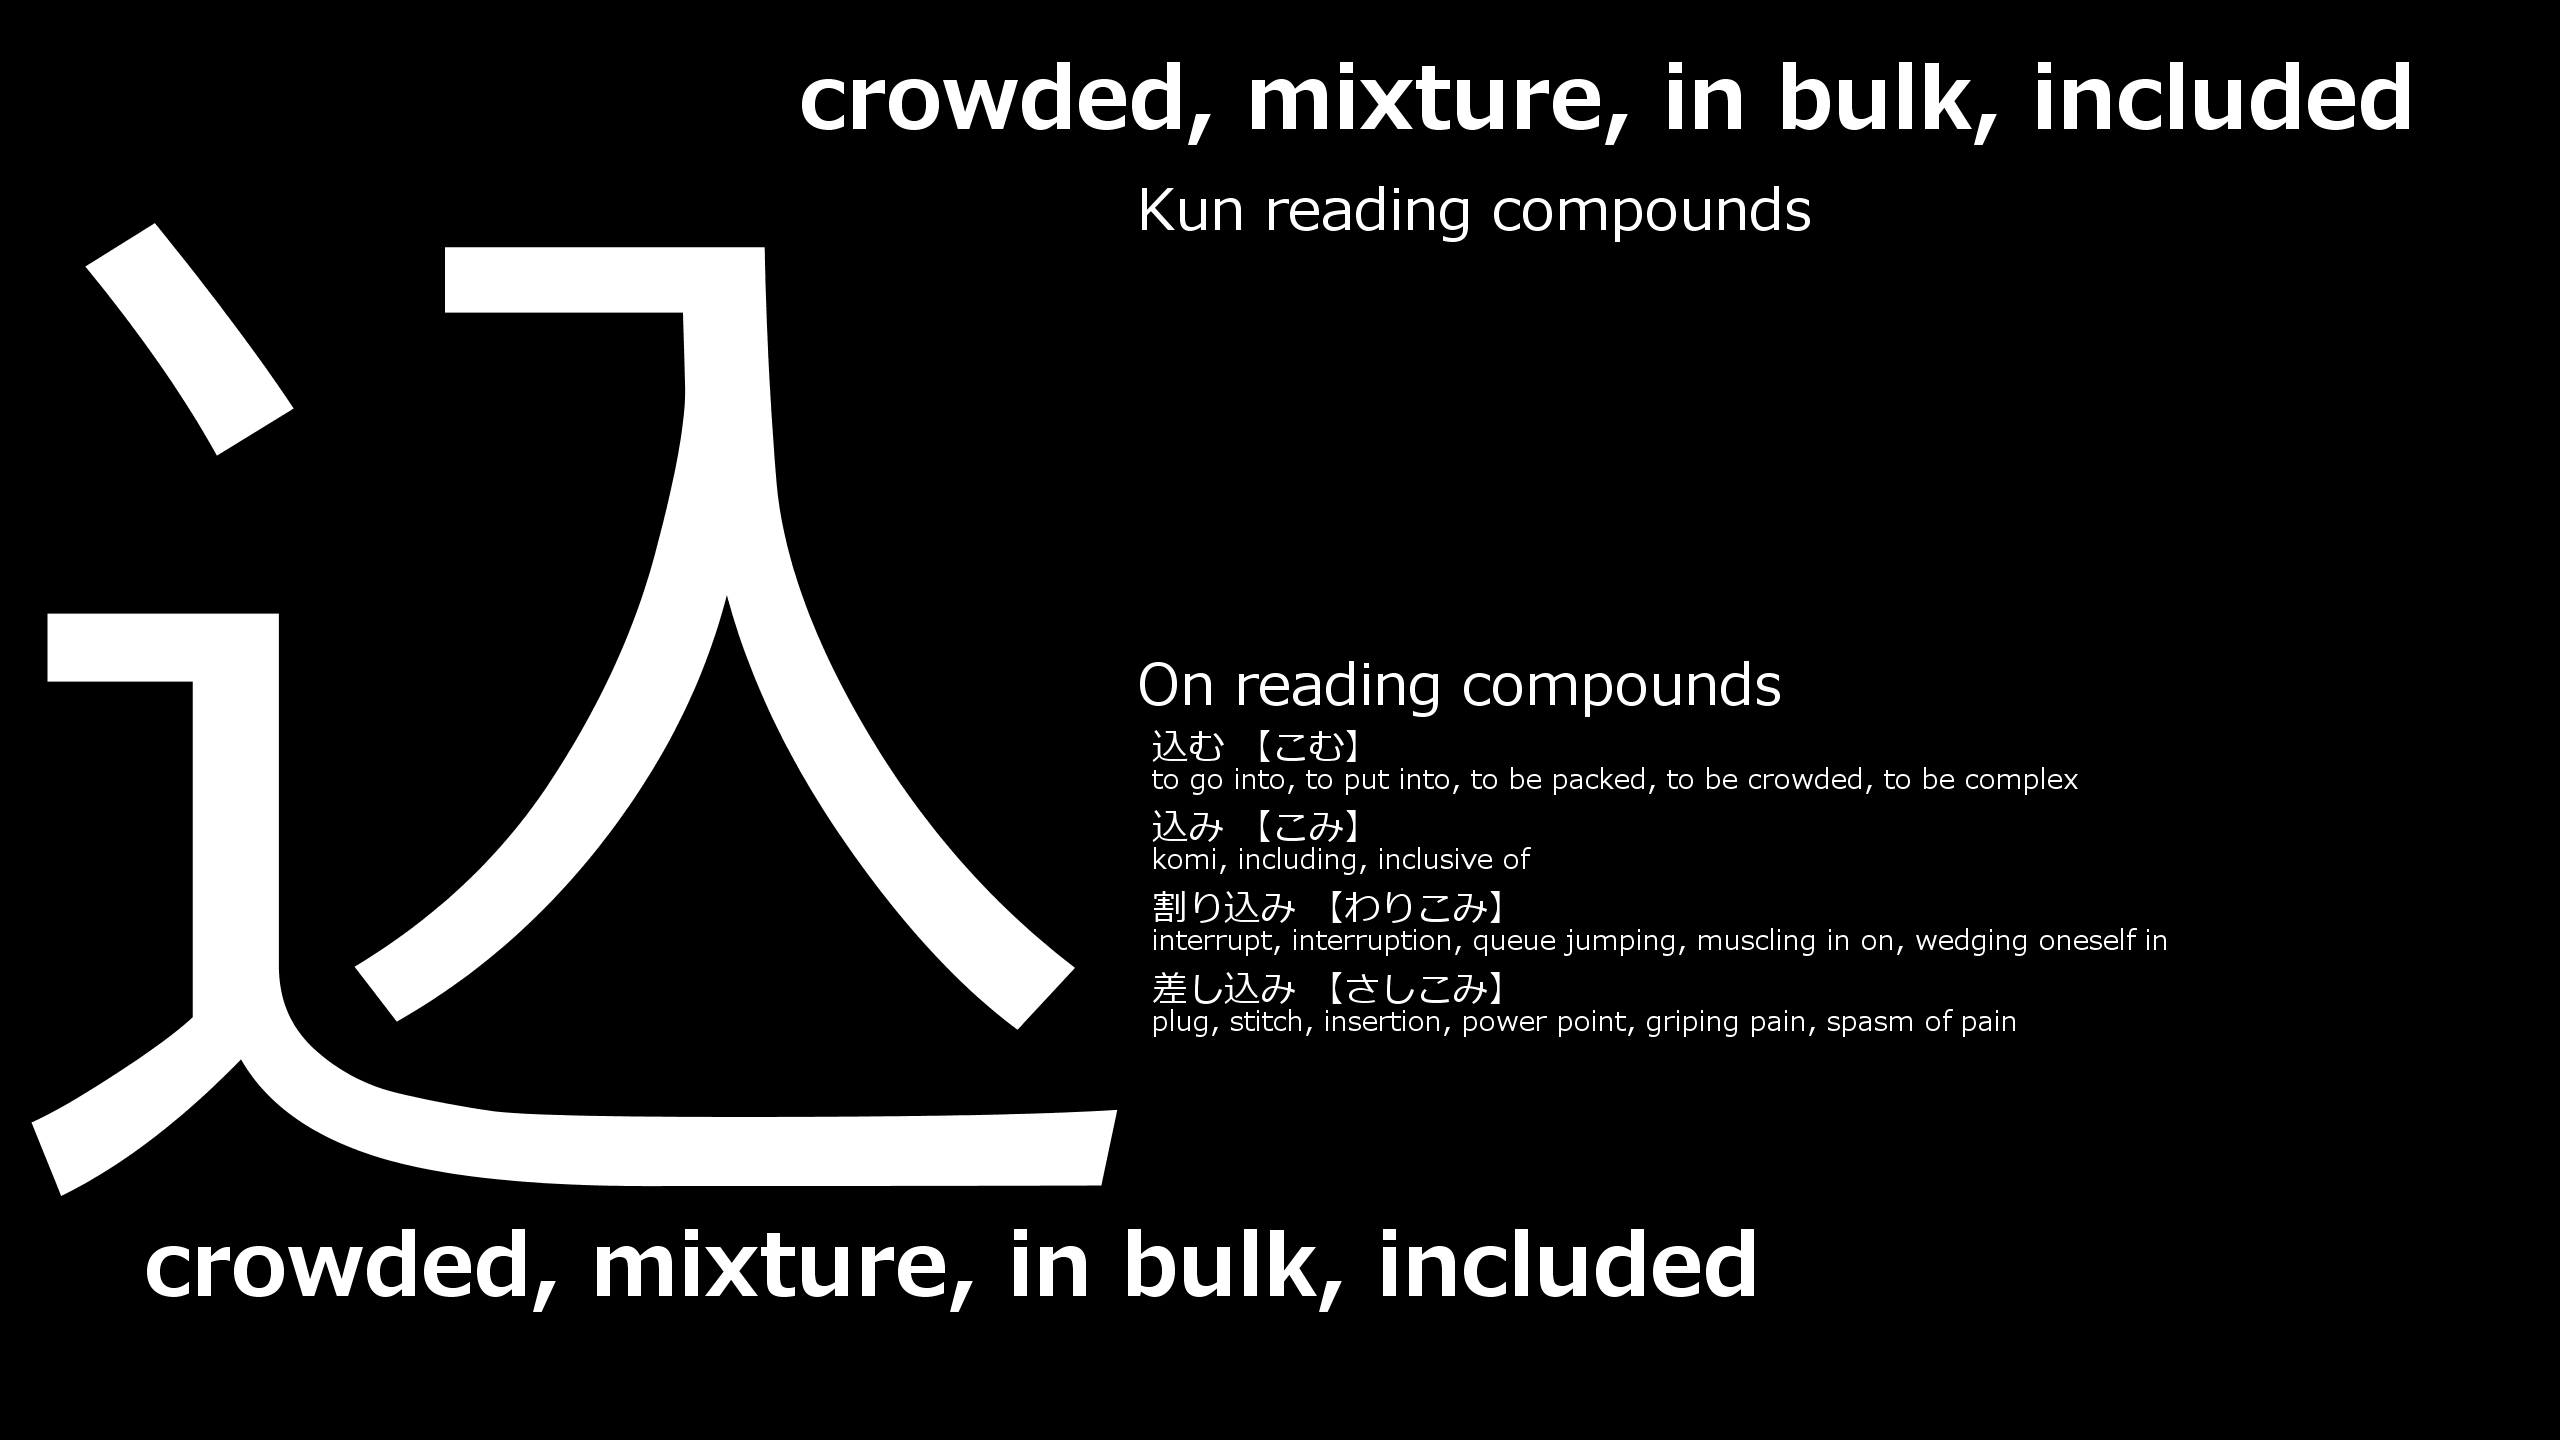 crowded, mixture, in bulk, included
Kun reading compounds
込
On reading compounds
込む 【こむ】
to go into, to put into, to be packed, to be crowded, to be complex
込み 【こみ】
komi, including, inclusive of
割り込み 【わりこみ】
interrupt, interruption, queue jumping, muscling in on, wedging oneself in
差し込み 【さしこみ】
plug, stitch, insertion, power point, griping pain, spasm of pain
crowded, mixture, in bulk, included